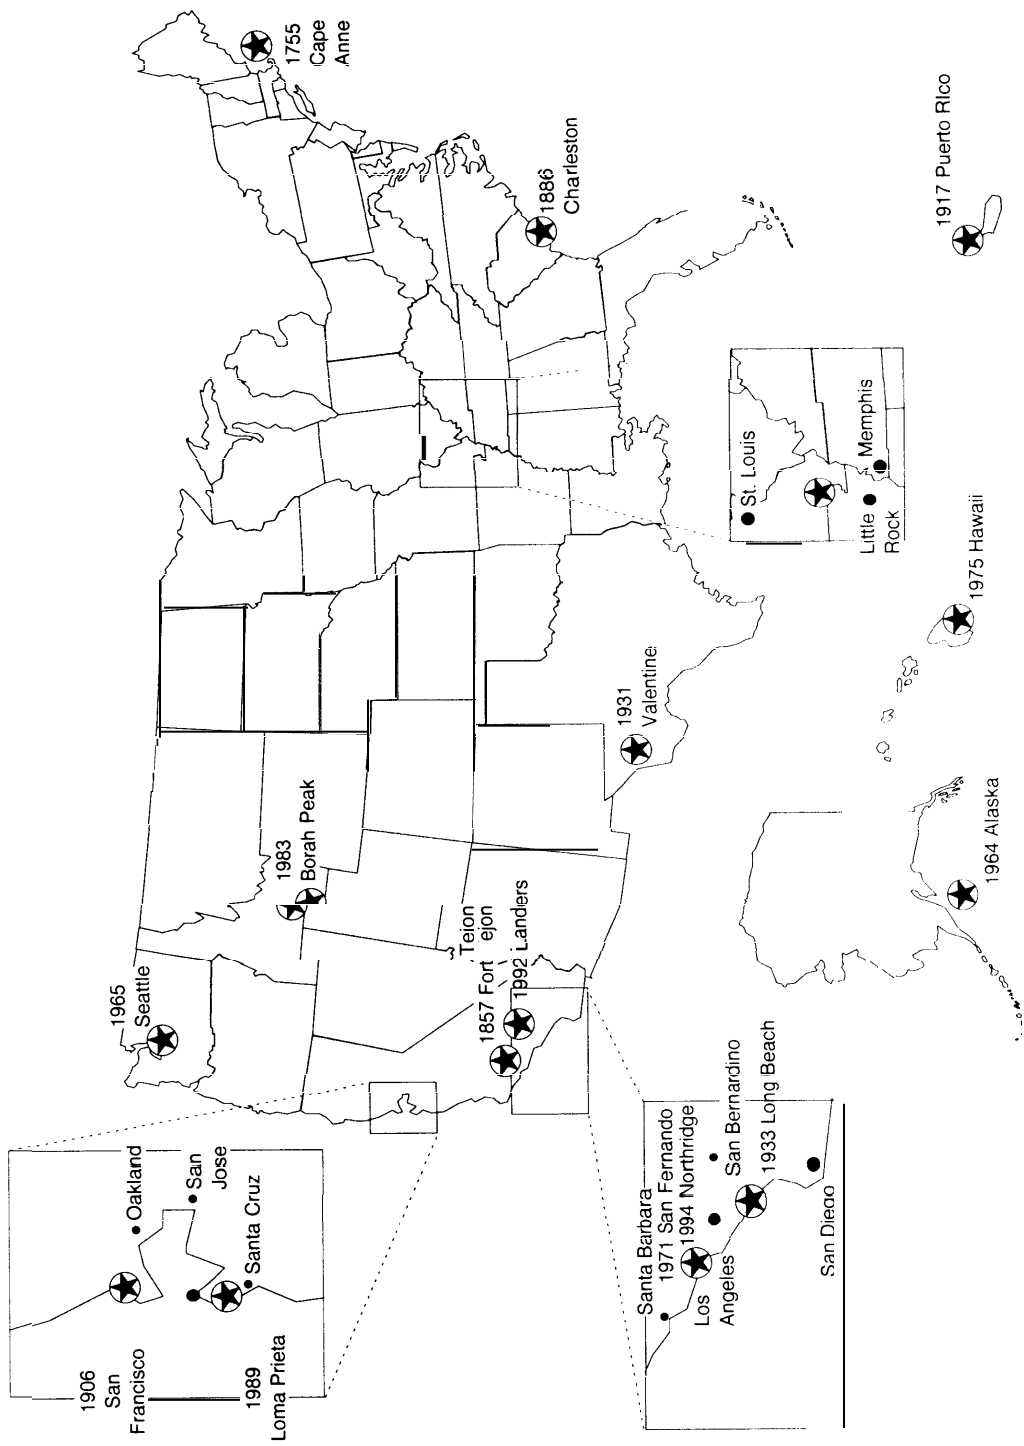 1906
San
Francisco
1989
Loma Prieta
Oakland
San
Jose
Santa Cruz
1965
Seattle
1983
Borah Peak
1755
Cape
Anne
1886
Charleston
1857 Fort
Teion
ejon
1992 Landers
1931
Valentine
St. Louis
Memphis
Little
Rock
Santa Barbara
1971 San Fernando
1994 Northridge
Los
Angeles
San Bernardino
1933 Long Beach
San Diego
1964 Alaska
1975 Hawaii
1917 Puerto RIco